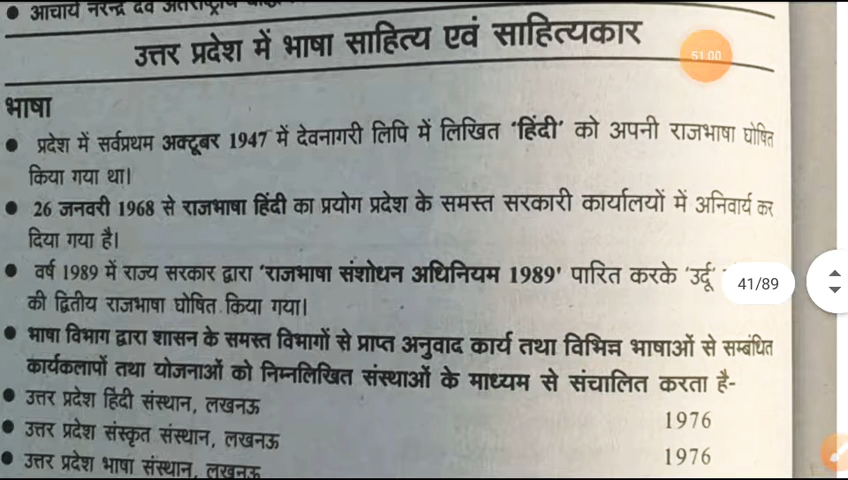 ● आचार्य नरेन्द्र देव अंतर्राष्ट्रीय
उत्तर प्रदेश में भाषा साहित्य एवं साहित्यकार
51:00
भाषा
● प्रदेश में सर्वप्रथम अक्टूबर 1947 में देवनागरी लिपि में लिखित ‘हिंदी’ को अपनी राजभाषा घोषित
किया गया था।
● 26 जनवरी 1968 से राजभाषा हिंदी का प्रयोग प्रदेश के समस्त सरकारी कार्यालयों में अनिवार्य कर
दिया गया है।
● वर्ष 1989 में राज्य सरकार द्वारा ‘राजभाषा संशोधन अधिनियम 1989’ पारित करके ‘उर्दू’
41/89
की द्वितीय राजभाषा घोषित किया गया।
● भाषा विभाग द्वारा शासन के समस्त विभागों से प्राप्त अनुवाद कार्य तथा विभिन्न भाषाओं से सम्बंधित
कार्यकलापों तथा योजनाओं को निम्नलिखित संस्थाओं के माध्यम से संचालित करता है-
● उत्तर प्रदेश हिंदी संस्थान, लखनऊ 1976
● उत्तर प्रदेश संस्कृत संस्थान, लखनऊ 1976
● उत्तर प्रदेश भाषा संस्थान, लखनऊ